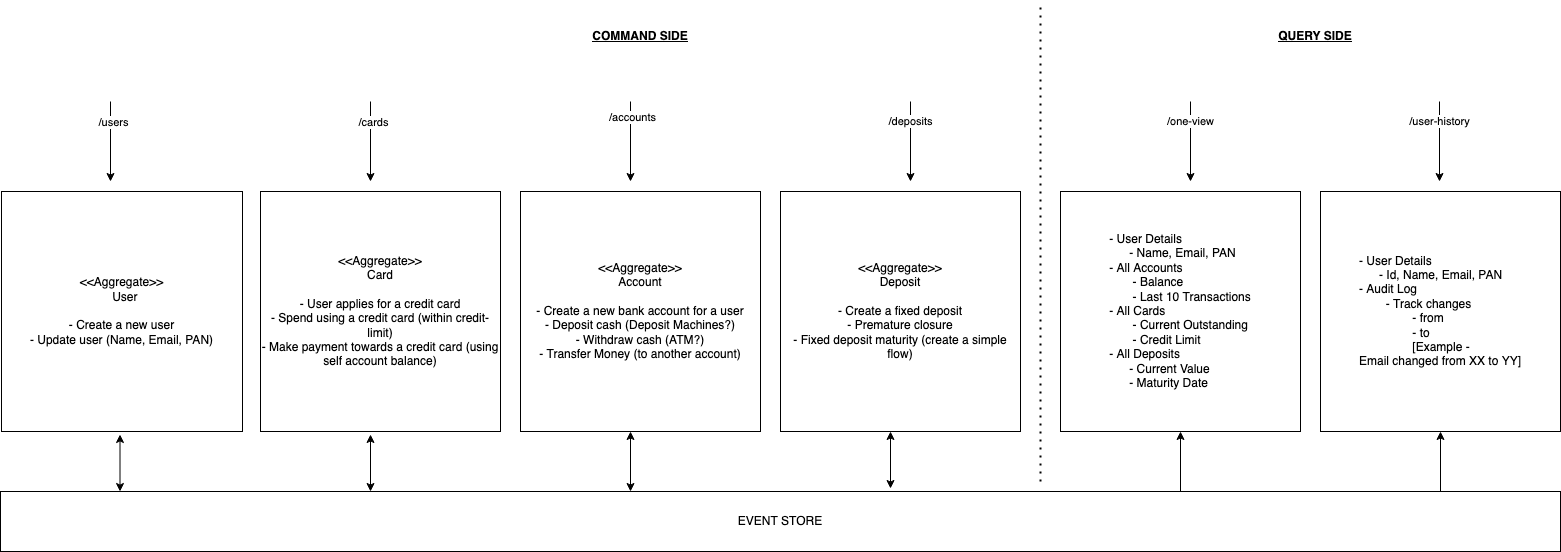 COMMAND SIDE
QUERY SIDE
/users
/cards
/accounts
/deposits
/one-view
/user-history
<<Aggregate>>
User
- Create a new user
- Update user (Name, Email, PAN)
<<Aggregate>>
Card
- User applies for a credit card
- Spend using a credit card (within credit-
limit)
- Make payment towards a credit card (using
self account balance)
<<Aggregate>>
Account
- Create a new bank account for a user
- Deposit cash (Deposit Machines?)
- Withdraw cash (ATM?)
- Transfer Money (to another account)
<<Aggregate>>
Deposit
- Create a fixed deposit
- Premature closure
- Fixed deposit maturity (create a simple
flow)
- User Details
- Name, Email, PAN
- All Accounts
- Balance
- Last 10 Transactions
- All Cards
- Current Outstanding
- Credit Limit
- All Deposits
- Current Value
- Maturity Date
- User Details
- Id, Name, Email, PAN
- Audit Log
- Track changes
- from
- to
[Example -
Email changed from XX to YY]
EVENT STORE